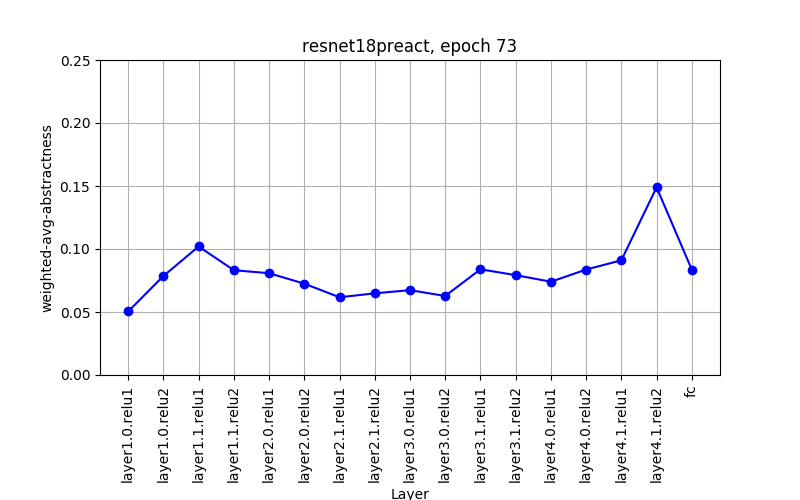 resnet18preact, epoch 73
weighted-avg-abstractness
0.25
0.20
0.15
0.10
0.05
0.00
layer1.0.relu1
layer1.0.relu2
layer1.1.relu1
layer1.1.relu2
layer2.0.relu1
layer2.0.relu2
layer2.1.relu1
layer2.1.relu2
layer3.0.relu1
layer3.0.relu2
layer3.1.relu1
layer3.1.relu2
layer4.0.relu1
layer4.0.relu2
layer4.1.relu1
layer4.1.relu2
fc
Layer